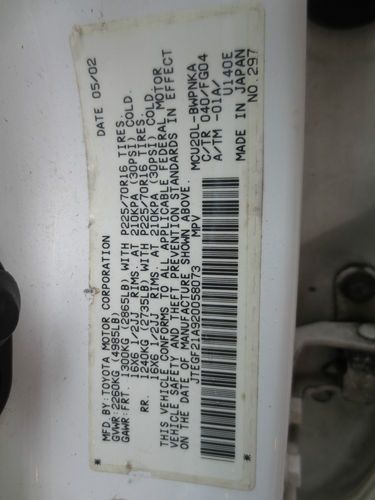 MFD.BY:TOYOTA MOTOR CORPORATION DATE 05/02
GVWR:2260KG (4985LB)
GAWR:FRT. 1300KG (2865LB) WITH P225/70R16 TIRES.
16X6 1/2JJ RIMS. AT 210KPA (30PSI) COLD.
RR. 1240KG (2735LB) WITH P225/70R16 TIRES.
16X6 1/2JJ RIMS. AT 210KPA (30PSI) COLD.
THIS VEHICLE CONFORMS TO ALL APPLICABLE FEDERAL MOTOR
VEHICLE SAFETY AND THEFT PREVENTION STANDARDS IN EFFECT
ON THE DATE OF MANUFACTURE SHOWN ABOVE.
JTEGF21A920058073 MPV
MCU20L-BWPNKA
C/TR 040/FG04
A/TM -01A/ U140E
MADE IN JAPAN
NO.297